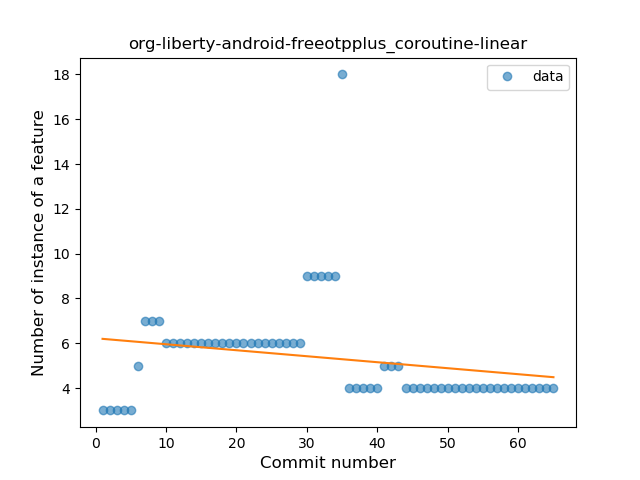 org-liberty-android-freeotpplus_coroutine-linear
data
Number of instance of a feature
18
16
14
12
10
8
6
4
0 10 20 30 40 50 60
Commit number